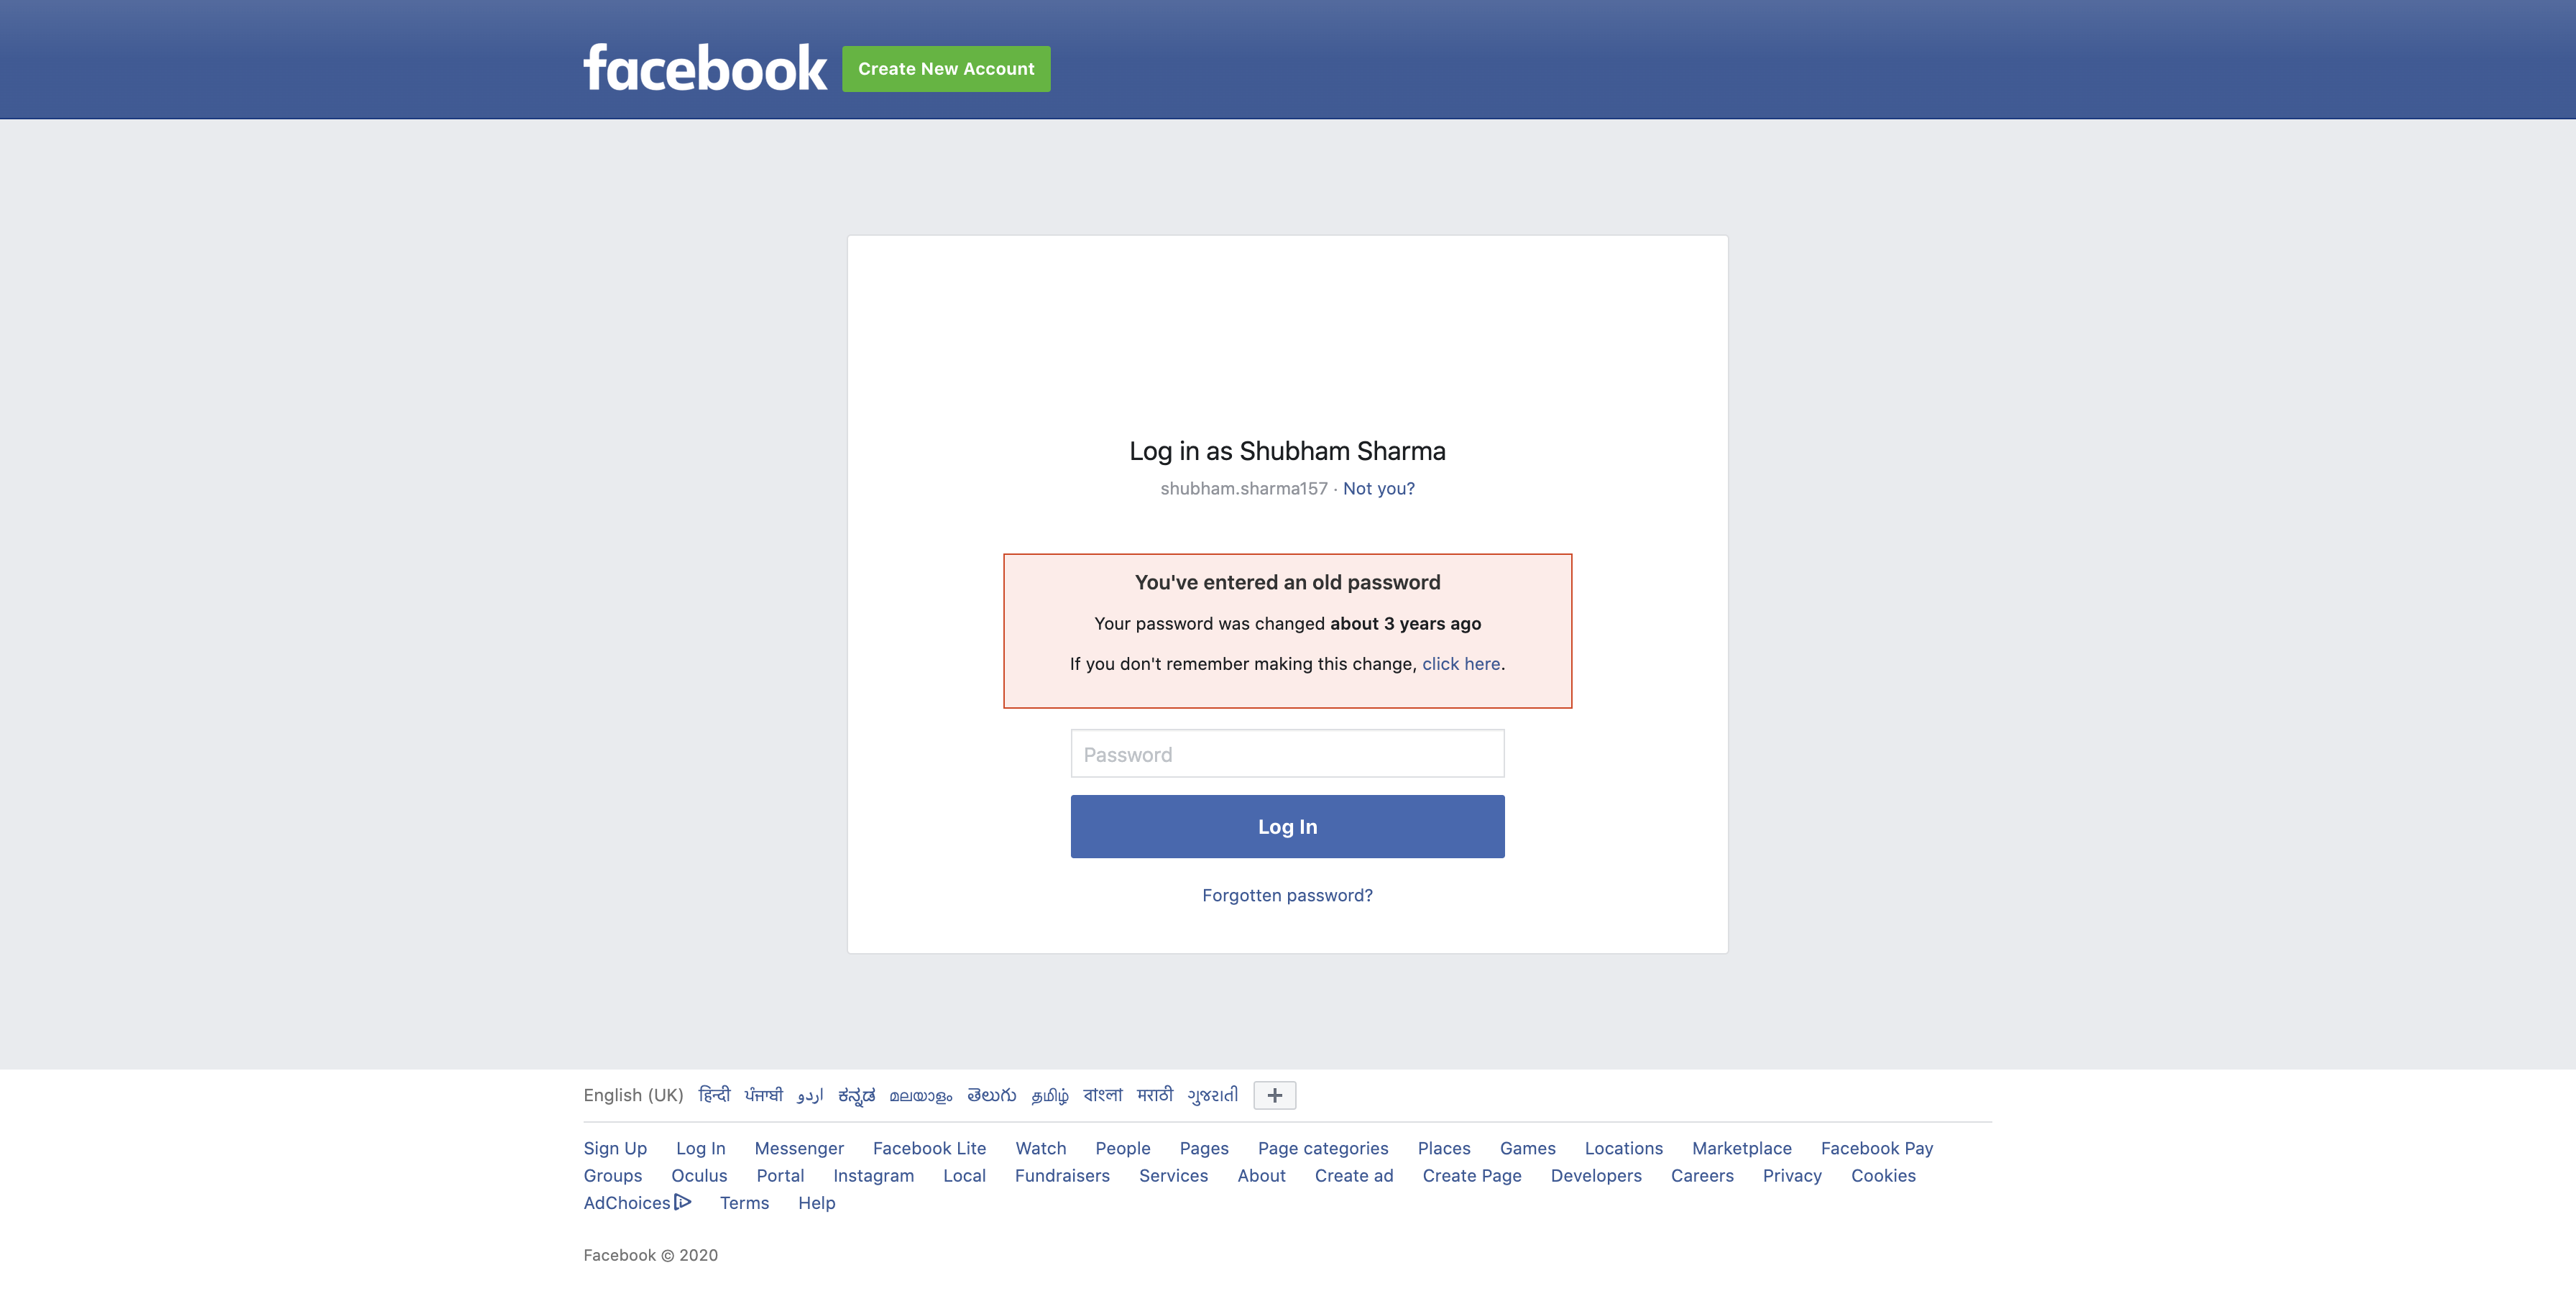 facebook Create New Account
Log in as Shubham Sharma
shubham.sharma157 · Not you?
You've entered an old password
Your password was changed about 3 years ago
If you don't remember making this change, click here.
Password
Log In
Forgotten password?
English (UK) हिन्दी ਪੰਜਾਬੀ اردو ಕನ್ನಡ മലയാളം తెలుగు தமிழ் বাংলা मराठी ગુજરાતી +
Sign Up Log In Messenger Facebook Lite Watch People Pages Page categories Places Games Locations Marketplace Facebook Pay
Groups Oculus Portal Instagram Local Fundraisers Services About Create ad Create Page Developers Careers Privacy Cookies
AdChoices Terms Help
Facebook © 2020